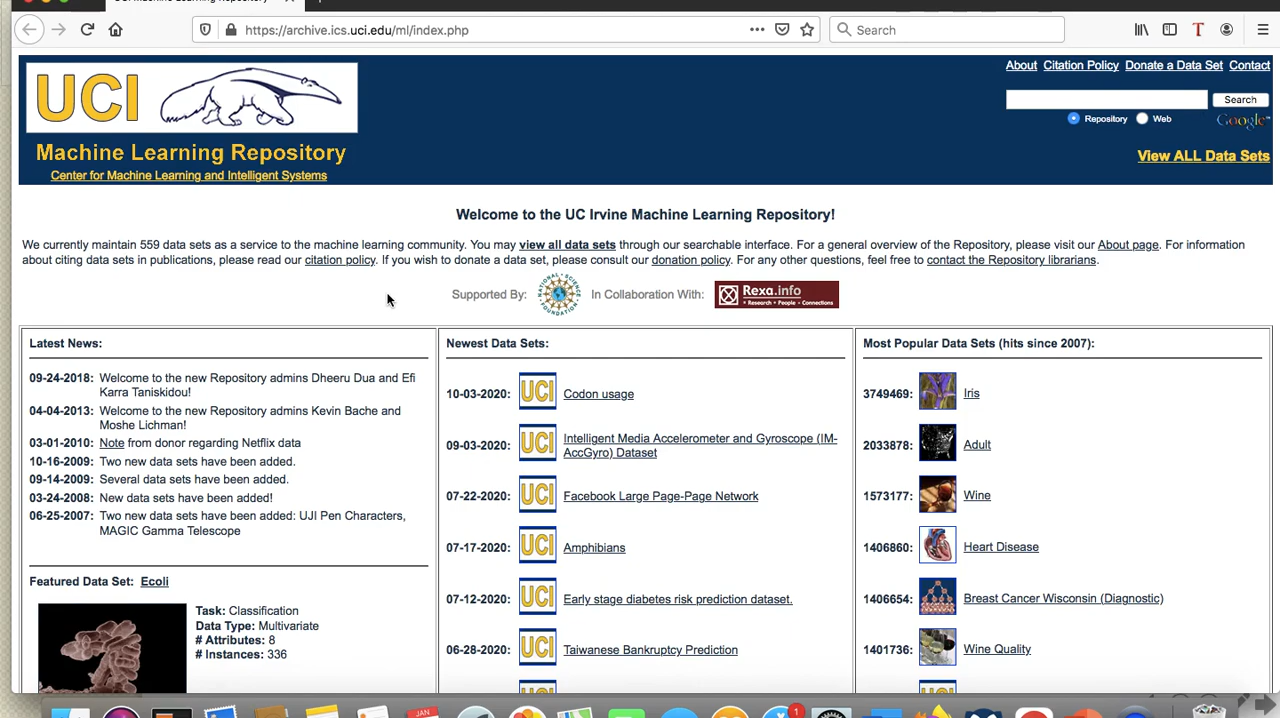 https://archive.ics.uci.edu/ml/index.php
Search
T
UCI
Machine Learning Repository
Center for Machine Learning and Intelligent Systems
About Citation Policy Donate a Data Set Contact
Search
Repository Web Google™
View ALL Data Sets
Welcome to the UC Irvine Machine Learning Repository!
We currently maintain 559 data sets as a service to the machine learning community. You may view all data sets through our searchable interface. For a general overview of the Repository, please visit our About page. For information
about citing data sets in publications, please read our citation policy. If you wish to donate a data set, please consult our donation policy. For any other questions, feel free to contact the Repository librarians.
Supported By: NATIONAL SCIENCE FOUNDATION In Collaboration With: Rexa.info
• Research • People • Connections
Latest News:
09-24-2018: Welcome to the new Repository admins Dheeru Dua and Efi
Karra Taniskidou!
04-04-2013: Welcome to the new Repository admins Kevin Bache and
Moshe Lichman!
03-01-2010: Note from donor regarding Netflix data
10-16-2009: Two new data sets have been added.
09-14-2009: Several data sets have been added.
03-24-2008: New data sets have been added!
06-25-2007: Two new data sets have been added: UJI Pen Characters,
MAGIC Gamma Telescope
Featured Data Set: Ecoli
Task: Classification
Data Type: Multivariate
# Attributes: 8
# Instances: 336
Newest Data Sets:
10-03-2020: UCI Codon usage
09-03-2020: UCI Intelligent Media Accelerometer and Gyroscope (IM-
AccGyro) Dataset
07-22-2020: UCI Facebook Large Page-Page Network
07-17-2020: UCI Amphibians
07-12-2020: UCI Early stage diabetes risk prediction dataset.
06-28-2020: UCI Taiwanese Bankruptcy Prediction
Most Popular Data Sets (hits since 2007):
3749469: Iris
2033878: Adult
1573177: Wine
1406860: Heart Disease
1406654: Breast Cancer Wisconsin (Diagnostic)
1401736: Wine Quality
JAN
1